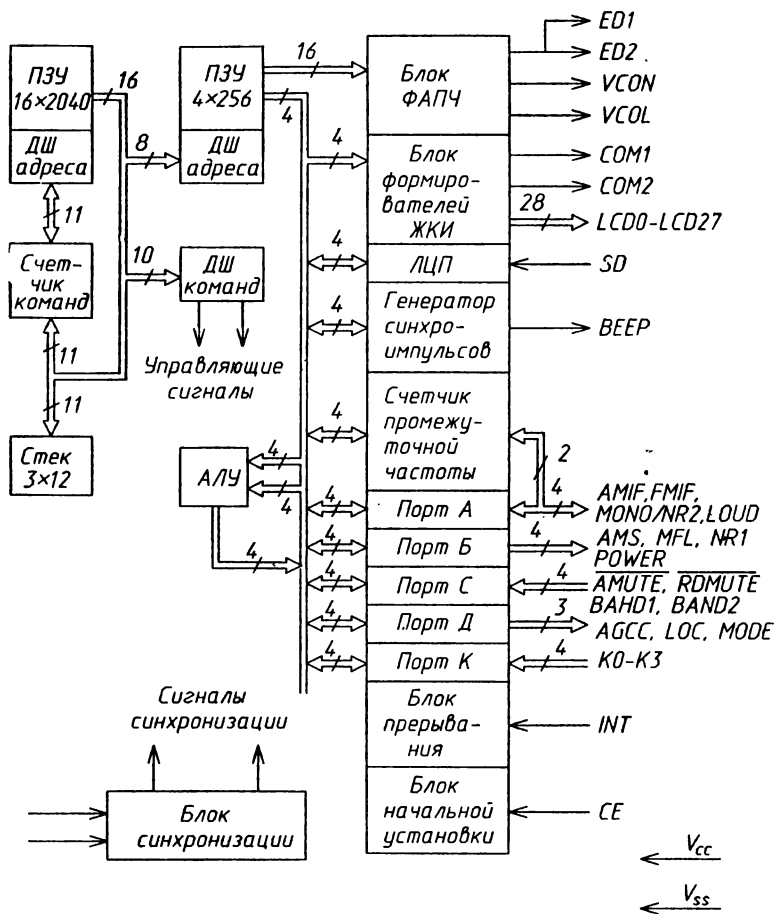 ПЗУ
16×2040
ДШ
адреса
16
11
Счет-
чик
команд
11
11
Стек
3×12
8
10
ПЗУ
4×256
ДШ
адреса
16
4
ДШ
команд
Управляющие
сигналы
АЛУ
4
4
4
Сигналы
синхронизации
Блок
синхронизации
Блок
ФАПЧ
ED1
ED2
VCON
VCOL
4
Блок
формиро-
вателей
ЖКИ
COM1
COM2
28
LCD0-LCD27
4
ЛЦП
SD
4
Генератор
синхро-
импульсов
BEEP
4
Счетчик
промежу-
точной
частоты
2
4
Порт А
4
AMIF,FMIF,
MONO/NR2,LOUD
4
Порт Б
4
AMS, MFL, NR1
POWER
4
Порт С
4
AMUTE, RDMUTE
BAHD1, BAND2
4
Порт Д
3
AGCC, LOC, MODE
4
Порт К
4
K0-K3
Блок
прерыва-
ния
INT
Блок
начальной
установки
CE
Vcc
Vss